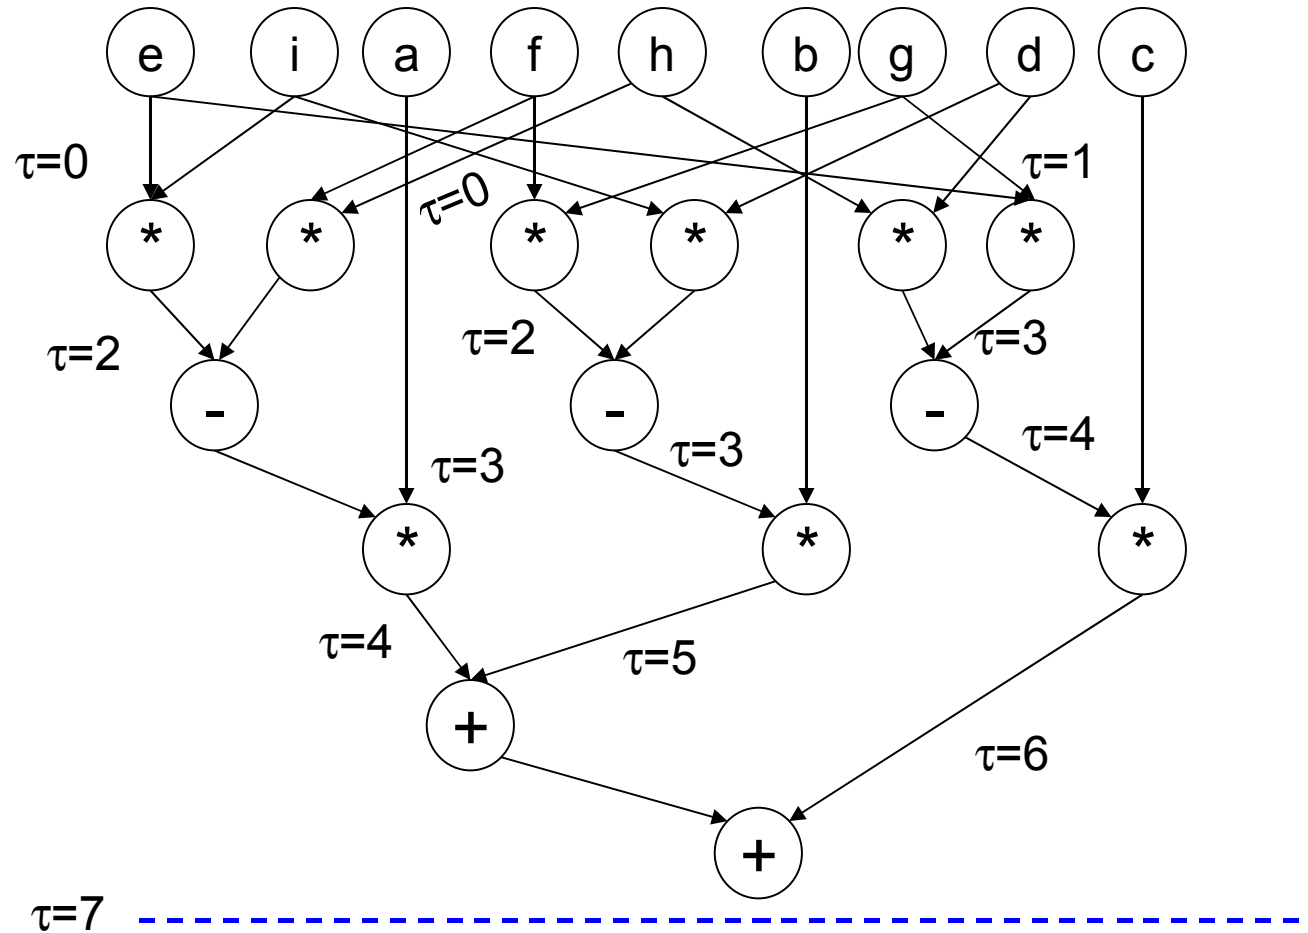 e i a f h b g d c
τ=0 τ=1
τ=0
* * * * * *
τ=2 τ=2 τ=3
- - -
τ=3 τ=3 τ=4
* * *
τ=4 τ=5
+
τ=6
+
τ=7